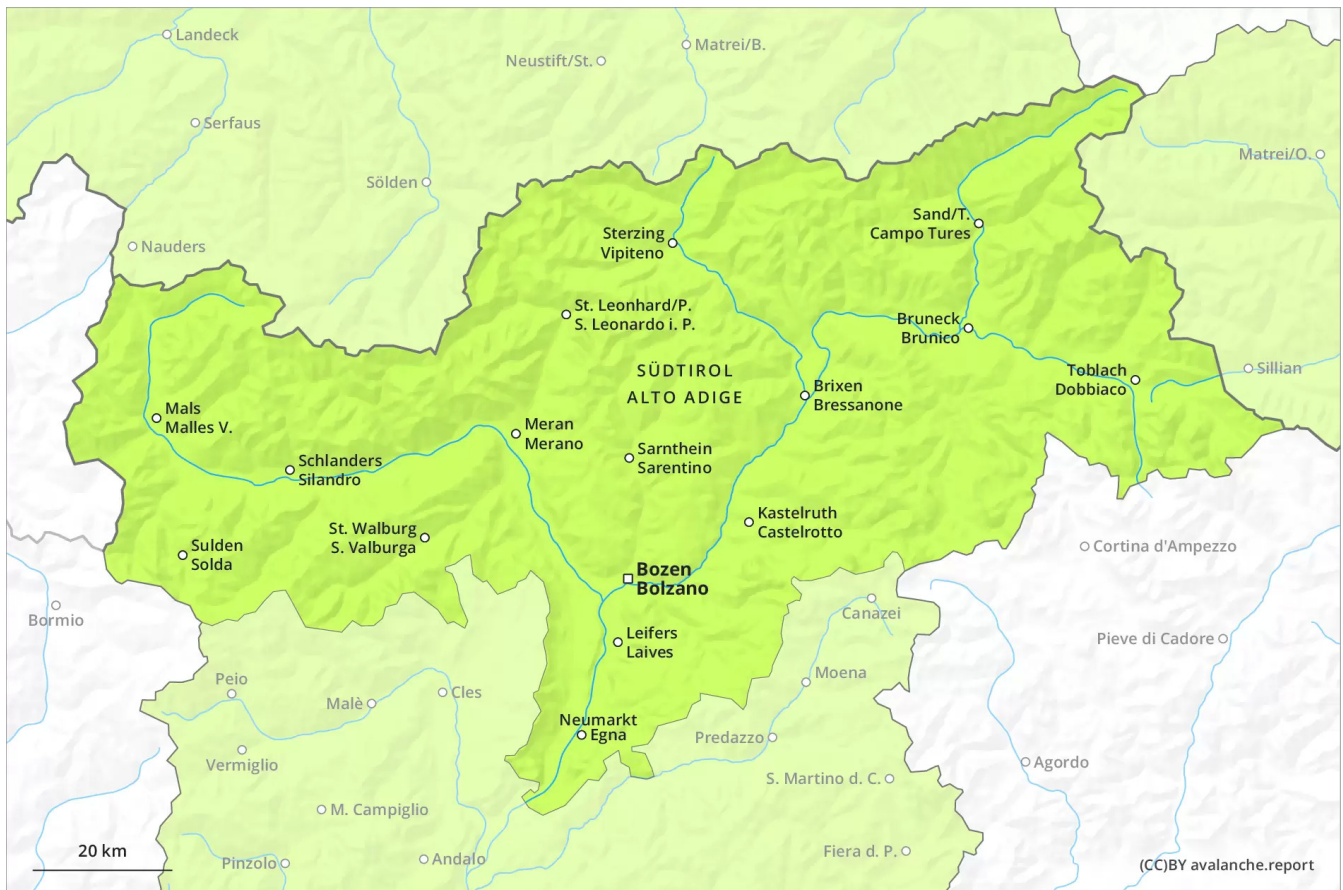 Landeck
Matrei/B.
Neustift/St.
Serfaus
Matrei/O.
Sölden
Sand/T.
Campo Tures
Sterzing
Vipiteno
Nauders
St. Leonhard/P.
S. Leonardo i. P.
Bruneck
Brunico
SÜDTIROL
ALTO ADIGE
Toblach
Dobbiaco
Sillian
Brixen
Bressanone
Mals
Malles V.
Meran
Merano
Sarnthein
Sarentino
Schlanders
Silandro
Kastelruth
Castelrotto
St. Walburg
S. Valburga
Sulden
Solda
Cortina d'Ampezzo
Bozen
Bolzano
Bormio
Canazei
Leifers
Laives
Pieve di Cadore
Peio
Moena
Malè
Cles
Neumarkt
Egna
Predazzo
Vermiglio
Agordo
S. Martino d. C.
M. Campiglio
20 km
Pinzolo
Andalo
Fiera d. P.
(CC)BY avalanche.report